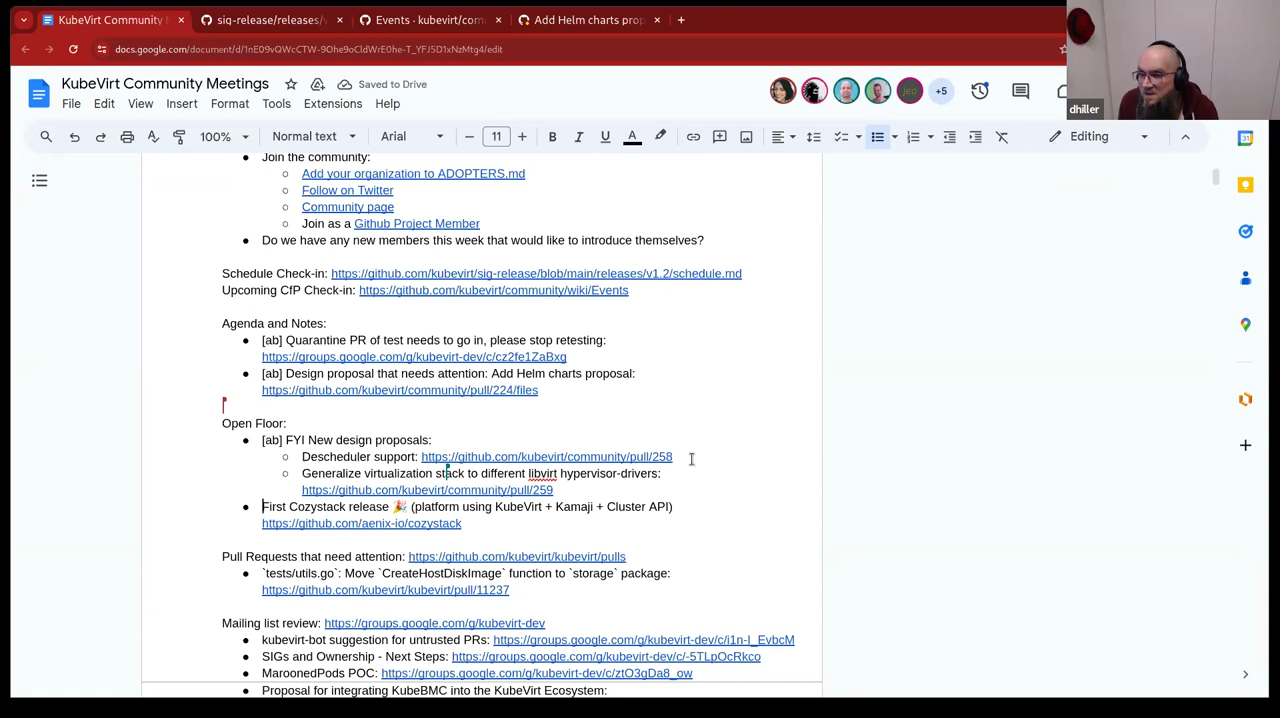 KubeVirt Community M
sig-release/releases/v
Events · kubevirt/com
Add Helm charts prop
docs.google.com/document/d/1nE09vQWcCTW-9Ohe9oCldWrE0he-T_YFJ5D1xNzMtg4/edit
dhiller
KubeVirt Community Meetings
Saved to Drive
File Edit View Insert Format Tools Extensions Help
jed
+5
100% Normal text Arial 11 B I U A Editing
Join the community:
Add your organization to ADOPTERS.md
Follow on Twitter
Community page
Join as a Github Project Member
Do we have any new members this week that would like to introduce themselves?
Schedule Check-in: https://github.com/kubevirt/sig-release/blob/main/releases/v1.2/schedule.md
Upcoming CfP Check-in: https://github.com/kubevirt/community/wiki/Events
Agenda and Notes:
[ab] Quarantine PR of test needs to go in, please stop retesting:
https://groups.google.com/g/kubevirt-dev/c/cz2fe1ZaBxg
[ab] Design proposal that needs attention: Add Helm charts proposal:
https://github.com/kubevirt/community/pull/224/files
Open Floor:
[ab] FYI New design proposals:
Descheduler support: https://github.com/kubevirt/community/pull/258
Generalize virtualization stack to different libvirt hypervisor-drivers:
https://github.com/kubevirt/community/pull/259
First Cozystack release 🎉 (platform using KubeVirt + Kamaji + Cluster API)
https://github.com/aenix-io/cozystack
Pull Requests that need attention: https://github.com/kubevirt/kubevirt/pulls
`tests/utils.go`: Move `CreateHostDiskImage` function to `storage` package:
https://github.com/kubevirt/kubevirt/pull/11237
Mailing list review: https://groups.google.com/g/kubevirt-dev
kubevirt-bot suggestion for untrusted PRs: https://groups.google.com/g/kubevirt-dev/c/i1n-I_EvbcM
SIGs and Ownership - Next Steps: https://groups.google.com/g/kubevirt-dev/c/-5TLpOcRkco
MaroonedPods POC: https://groups.google.com/g/kubevirt-dev/c/ztO3gDa8_ow
Proposal for integrating KubeBMC into the KubeVirt Ecosystem: